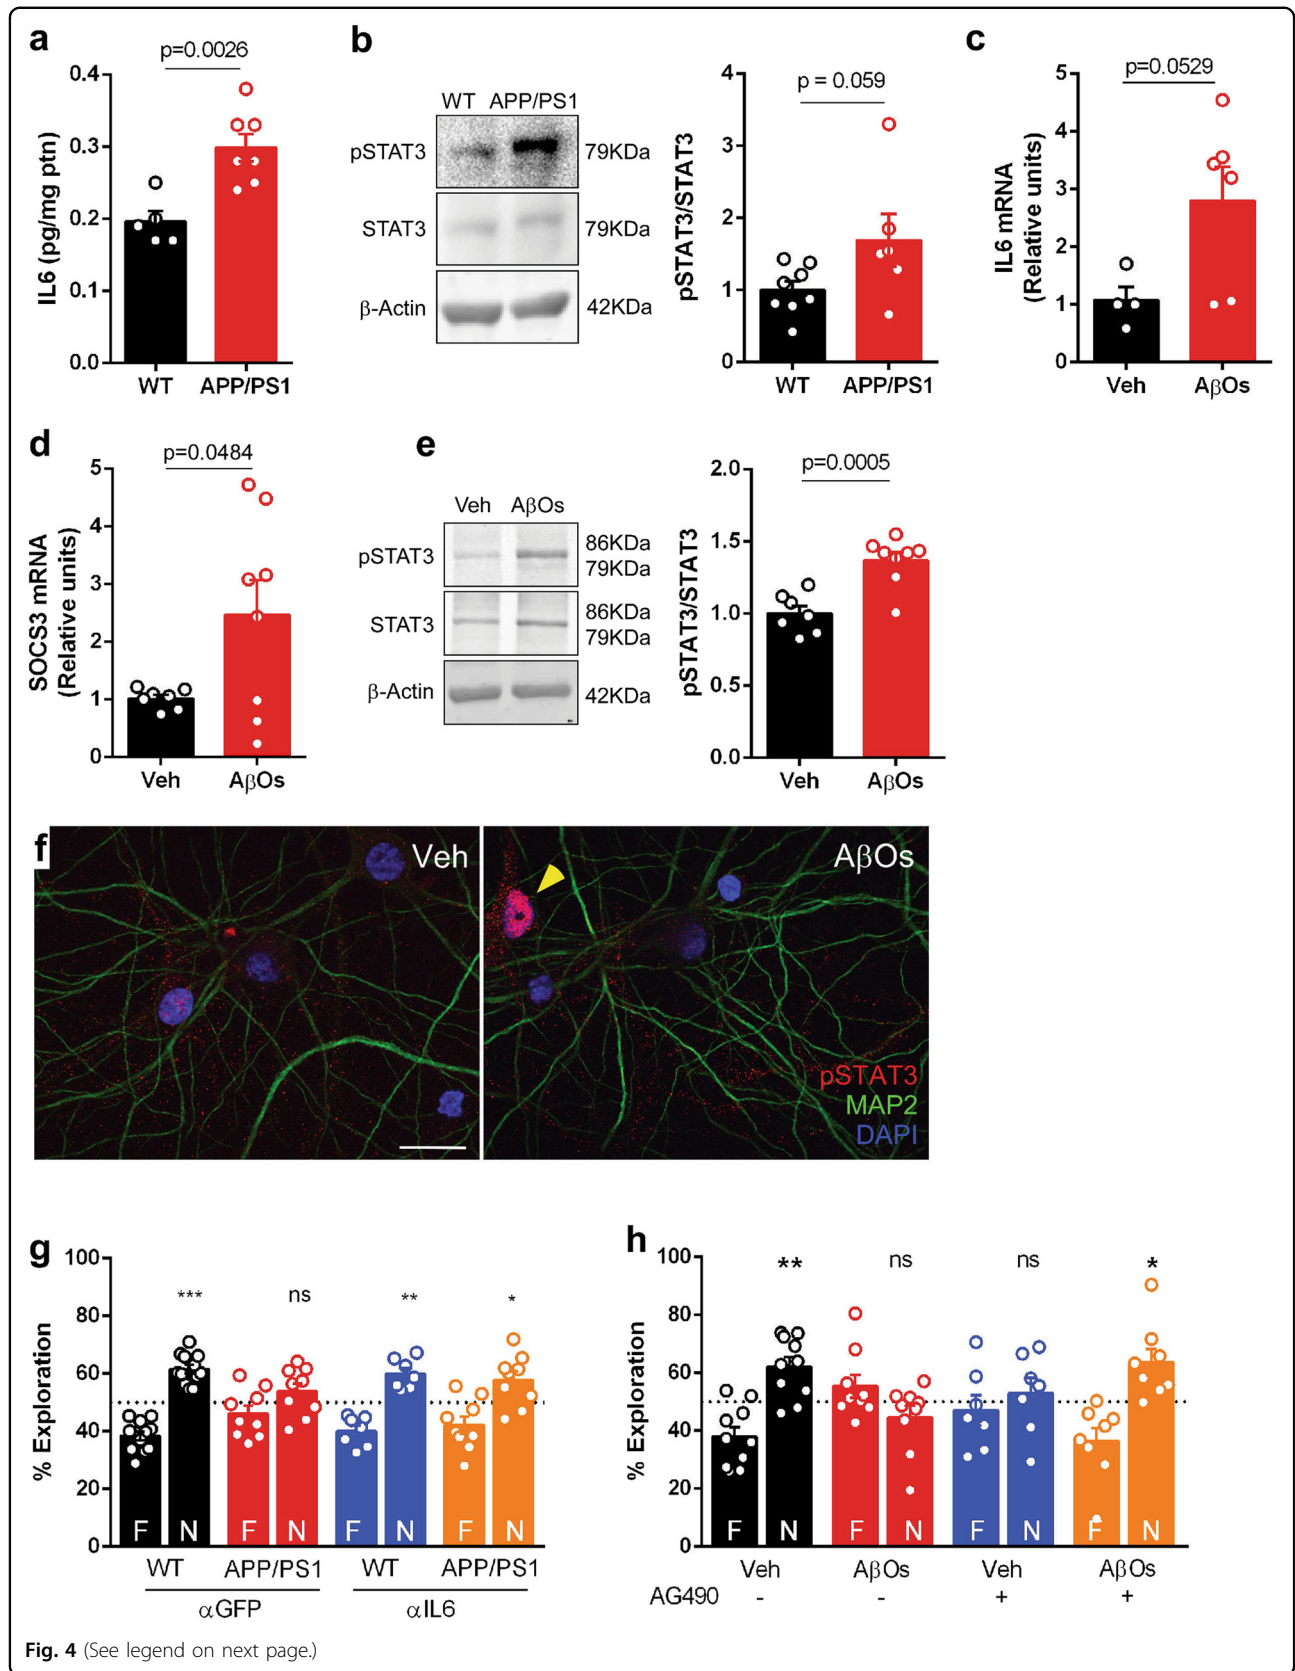 a
p=0.0026
IL6 (pg/mg ptn)
0.4
0.3
0.2
0.1
0.0
WT APP/PS1
b
WT APP/PS1
pSTAT3 79KDa
STAT3 79KDa
β-Actin 42KDa
p = 0.059
pSTAT3/STAT3
4
3
2
1
0
WT APP/PS1
c
p=0.0529
IL6 mRNA
(Relative units)
5
4
3
2
1
0
Veh AβOs
d
p=0.0484
SOCS3 mRNA
(Relative units)
5
4
3
2
1
0
Veh AβOs
e
Veh AβOs
pSTAT3 86KDa
79KDa
STAT3 86KDa
79KDa
β-Actin 42KDa
p=0.0005
pSTAT3/STAT3
2.0
1.5
1.0
0.5
0.0
Veh AβOs
f
Veh
AβOs
pSTAT3
MAP2
DAPI
g
% Exploration
100
80
60
40
20
0
*** ns ** *
F N F N F N F N
WT APP/PS1 WT APP/PS1
αGFP αIL6
h
% Exploration
100
80
60
40
20
0
** ns ns *
F N F N F N F N
Veh AβOs Veh AβOs
AG490 - - + +
Fig. 4 (See legend on next page.)